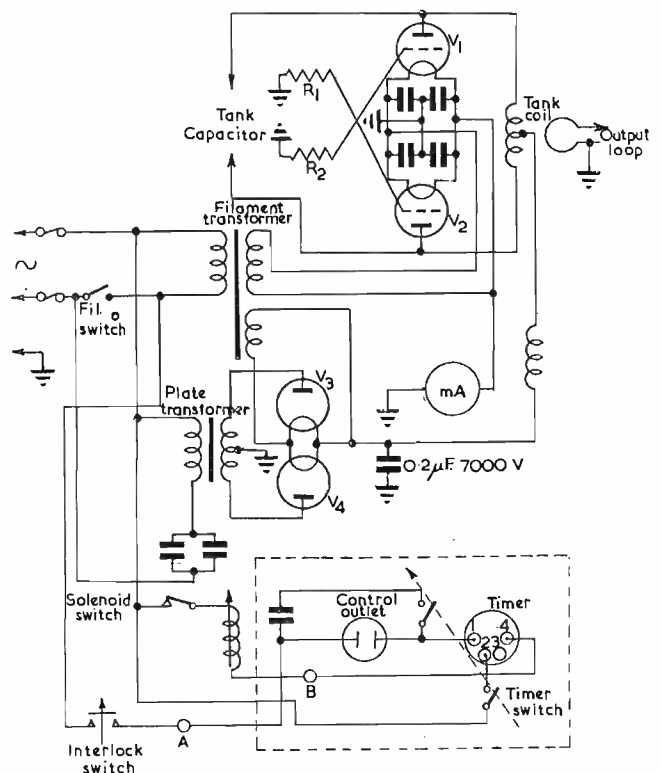 V1
R1
Tank
Capacitor
R2
Tank
coil
Output
loop
V2
Filament
transformer
Fil.
switch
mA
Plate
transformer
V3
0·2μF. 7000 V
V4
Solenoid
switch
Control
outlet
Timer
1 4
2 3
B
Timer
switch
A
Interlock
switch